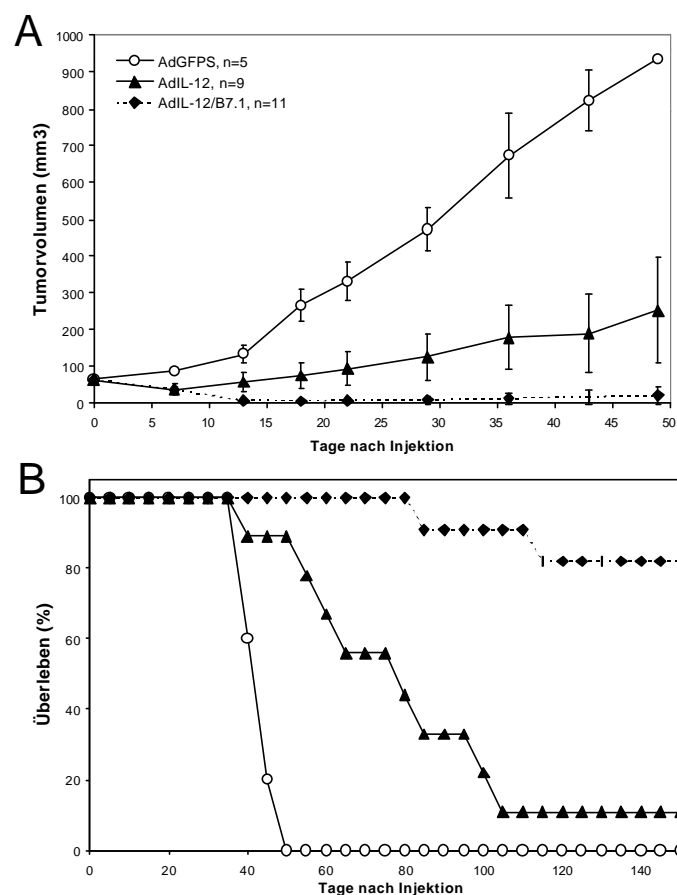 A
1000
900
800
700
600
500
400
300
200
100
0
Tumorvolumen (mm3)
AdGFPS, n=5
AdIL-12, n=9
AdIL-12/B7.1, n=11
0 5 10 15 20 25 30 35 40 45 50
Tage nach Injektion
B
100
80
60
40
20
0
Überleben (%)
0 20 40 60 80 100 120 140
Tage nach Injektion